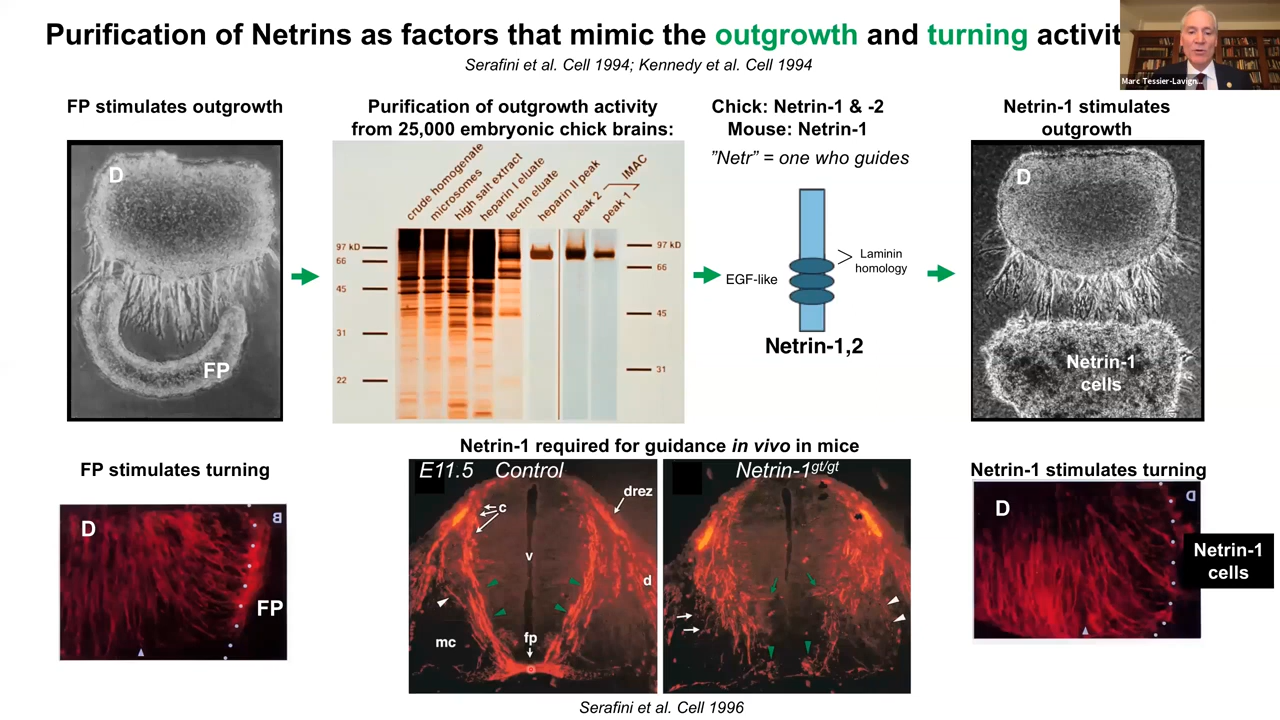 Purification of Netrins as factors that mimic the outgrowth and turning activit
Serafini et al. Cell 1994; Kennedy et al. Cell 1994
Marc Tessier-Lavign...
FP stimulates outgrowth
D
FP
Purification of outgrowth activity
from 25,000 embryonic chick brains:
crude homogenate
microsomes
high salt extract
heparin I eluate
lectin eluate
heparin II peak
peak 2
peak 1
IMAC
97 kD
66
45
31
22
97 kD
66
45
31
Chick: Netrin-1 & -2
Mouse: Netrin-1
”Netr” = one who guides
Laminin
homology
EGF-like
Netrin-1,2
Netrin-1 stimulates
outgrowth
D
Netrin-1
cells
FP stimulates turning
D
B
FP
Netrin-1 required for guidance in vivo in mice
E11.5 Control
c
drez
v
d
mc
fp
Netrin-1gt/gt
Serafini et al. Cell 1996
Netrin-1 stimulates turning
D
D
Netrin-1
cells